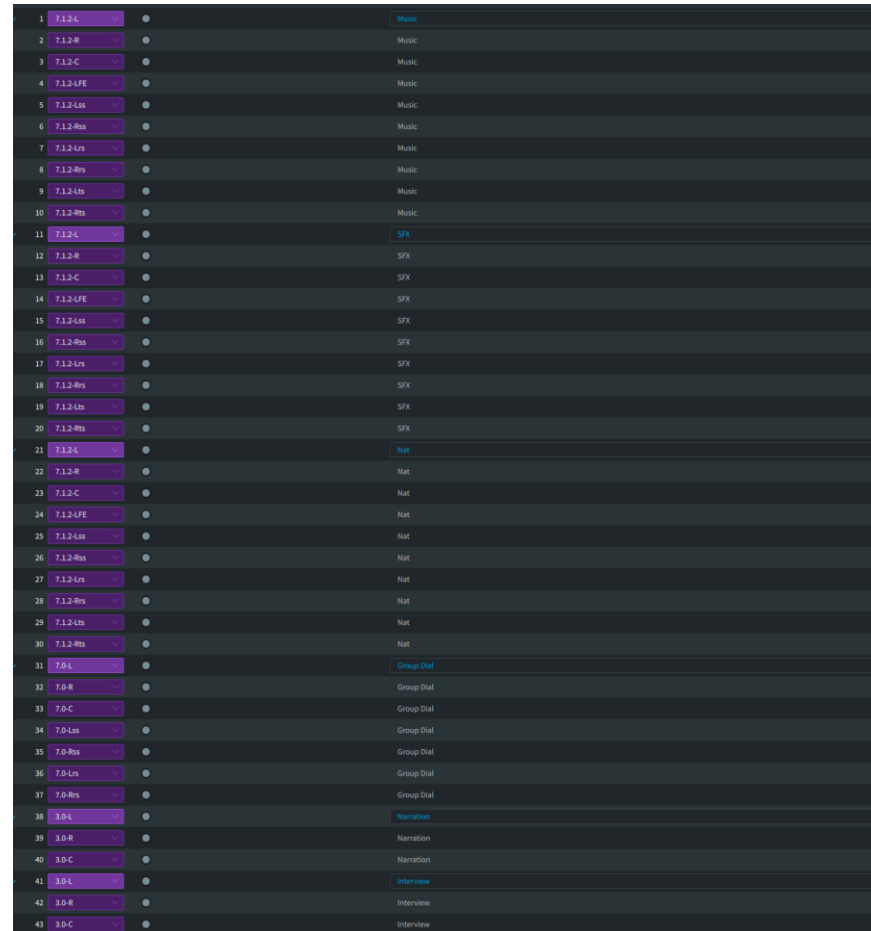 1 7.1.2-L Music
2 7.1.2-R Music
3 7.1.2-C Music
4 7.1.2-LFE Music
5 7.1.2-Lss Music
6 7.1.2-Rss Music
7 7.1.2-Lrs Music
8 7.1.2-Rrs Music
9 7.1.2-Lts Music
10 7.1.2-Rts Music
11 7.1.2-L SFX
12 7.1.2-R SFX
13 7.1.2-C SFX
14 7.1.2-LFE SFX
15 7.1.2-Lss SFX
16 7.1.2-Rss SFX
17 7.1.2-Lrs SFX
18 7.1.2-Rrs SFX
19 7.1.2-Lts SFX
20 7.1.2-Rts SFX
21 7.1.2-L Nat
22 7.1.2-R Nat
23 7.1.2-C Nat
24 7.1.2-LFE Nat
25 7.1.2-Lss Nat
26 7.1.2-Rss Nat
27 7.1.2-Lrs Nat
28 7.1.2-Rrs Nat
29 7.1.2-Lts Nat
30 7.1.2-Rts Nat
31 7.0-L Group Dial
32 7.0-R Group Dial
33 7.0-C Group Dial
34 7.0-Lss Group Dial
35 7.0-Rss Group Dial
36 7.0-Lrs Group Dial
37 7.0-Rrs Group Dial
38 3.0-L Narration
39 3.0-R Narration
40 3.0-C Narration
41 3.0-L Interview
42 3.0-R Interview
43 3.0-C Interview